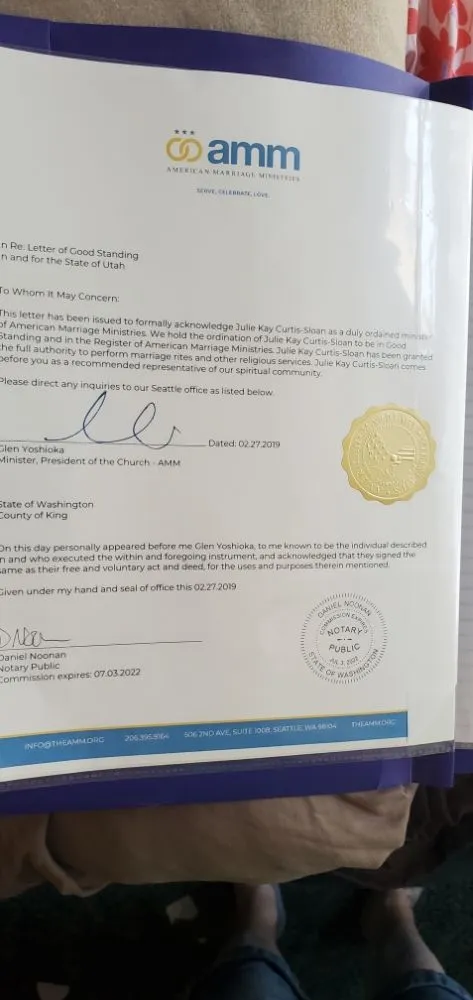 amm
AMERICAN MARRIAGE MINISTRIES
SERVE, CELEBRATE, LOVE.
n Re: Letter of Good Standing
n and for the State of Utah
To Whom It May Concern:
This letter has been issued to formally acknowledge Julie Kay Curtis-Sloan as a duly ordained minister
of American Marriage Ministries. We hold the ordination of Julie Kay Curtis-Sloan to be in Good
Standing and in the Register of American Marriage Ministries. Julie Kay Curtis-Sloan has been granted
the full authority to perform marriage rites and other religious services. Julie Kay Curtis-Sloan comes
before you as a recommended representative of our spiritual community.
Please direct any inquiries to our Seattle office as listed below.
Dated: 02.27.2019
Glen Yoshioka
Minister, President of the Church - AMM
State of Washington
County of King
On this day personally appeared before me Glen Yoshioka, to me known to be the individual described
n and who executed the within and foregoing instrument, and acknowledged that they signed the
same as their free and voluntary act and deed, for the uses and purposes therein mentioned.
Given under my hand and seal of office this 02.27.2019
Daniel Noonan
Notary Public
Commission expires: 07.03.2022
DANIEL NOONAN
COMMISSION EXPIRES
NOTARY
PUBLIC
JUL 3, 2022
STATE OF WASHINGTON
INFO@THEAMM.ORG 206.395.9164 506 2ND AVE, SUITE 1008, SEATTLE, WA 98104 THEAMM.ORG